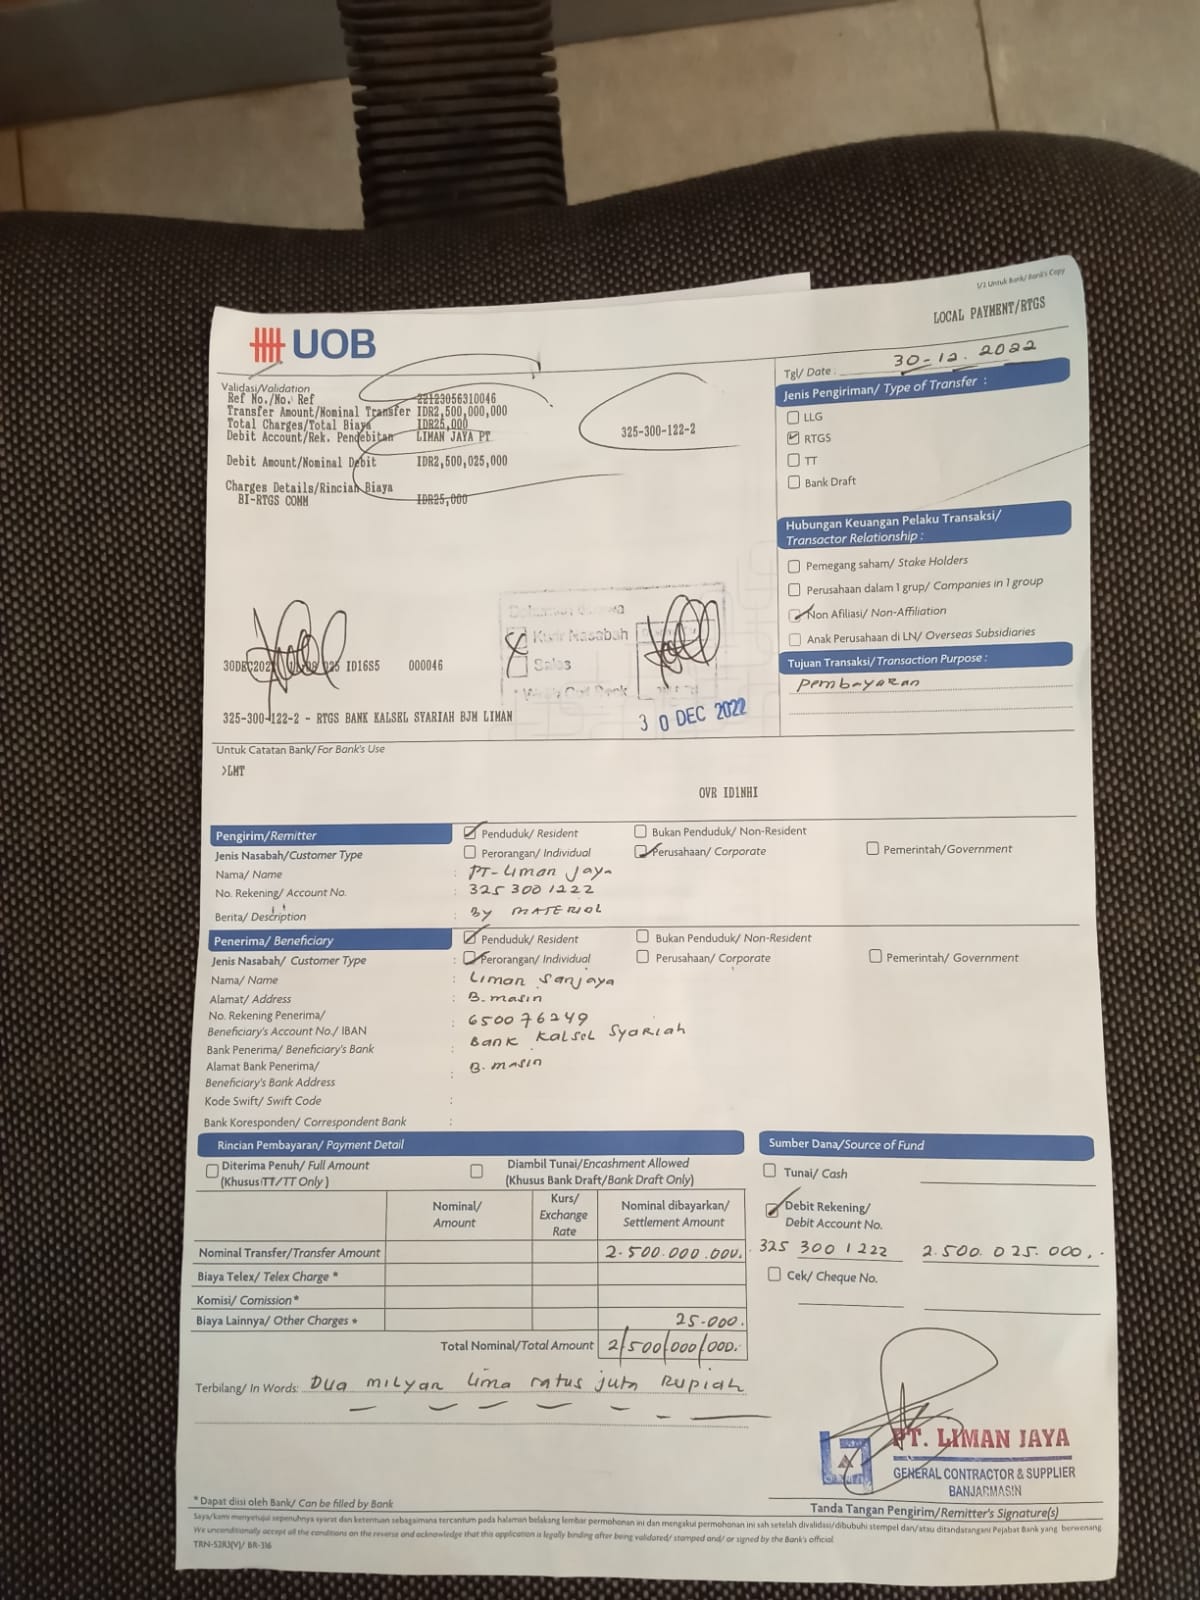 1/2 Untuk Bank/ Bank's Copy
LOCAL PAYMENT/RTGS
UOB
Tgl/ Date : 30-12. 2022
Validasi/Validation
Ref No./No. Ref 22123056310046
Transfer Amount/Nominal Transfer IDR2,500,000,000
Total Charges/Total Biaya IDR25,000
Debit Account/Rek. Pendebitan LIMAN JAYA PT
325-300-122-2
Debit Amount/Nominal Debit IDR2,500,025,000
Charges Details/Rincian Biaya
BI-RTGS COMM IDR25,000
Jenis Pengiriman/ Type of Transfer :
LLG
RTGS
TT
Bank Draft
Hubungan Keuangan Pelaku Transaksi/
Transactor Relationship :
Pemegang saham/ Stake Holders
Perusahaan dalam 1 grup/ Companies in 1 group
Non Afiliasi/ Non-Affiliation
Anak Perusahaan di LN/ Overseas Subsidiaries
Tujuan Transaksi/Transaction Purpose :
Pembayaran
Kurir Nasabah
Sales
30DEC202 ID16S5 000046
30 DEC 2022
325-300-122-2 - RTGS BANK KALSEL SYARIAH BJM LIMAN
Untuk Catatan Bank/ For Bank's Use
>LMT
OVR ID1NHI
Pengirim/Remitter
Penduduk/ Resident Bukan Penduduk/ Non-Resident
Jenis Nasabah/Customer Type Perorangan/ Individual Perusahaan/ Corporate Pemerintah/Government
Nama/ Name : PT-Liman Jaya
No. Rekening/ Account No. : 325 300 1222
Berita/ Description : BY MATERIAL
Penerima/ Beneficiary
Penduduk/ Resident Bukan Penduduk/ Non-Resident
Jenis Nasabah/ Customer Type : Perorangan/ Individual Perusahaan/ Corporate Pemerintah/ Government
Nama/ Name : Liman Sanjaya
Alamat/ Address : B.masin
No. Rekening Penerima/
Beneficiary's Account No./ IBAN : 6500 76249
Bank Penerima/ Beneficiary's Bank : BANK KALSEL SYARIAH
Alamat Bank Penerima/
Beneficiary's Bank Address : B.masin
Kode Swift/ Swift Code :
Bank Koresponden/ Correspondent Bank :
Rincian Pembayaran/ Payment Detail
Diterima Penuh/ Full Amount
(Khusus TT/TT Only )
Diambil Tunai/Encashment Allowed
(Khusus Bank Draft/Bank Draft Only)
Nominal/
Amount
Kurs/
Exchange
Rate
Nominal dibayarkan/
Settlement Amount
Nominal Transfer/Transfer Amount 2.500.000.000.
Biaya Telex/ Telex Charge *
Komisi/ Comission*
Biaya Lainnya/ Other Charges * 25.000.
Total Nominal/Total Amount 2/500/000/000.
Terbilang/ In Words: Dua milyar lima ratus juta Rupiah
Sumber Dana/Source of Fund
Tunai/ Cash
Debit Rekening/
Debit Account No.
325 300 1222 2.500.025.000,-
Cek/ Cheque No.
PT. LIMAN JAYA
GENERAL CONTRACTOR & SUPPLIER
BANJARMASIN
Tanda Tangan Pengirim/Remitter's Signature(s)
* Dapat diisi oleh Bank/ Can be filled by Bank
Saya/kami menyetujui sepenuhnya syarat dan ketentuan sebagaimana tercantum pada halaman belakang lembar permohonan ini dan mengakui permohonan ini sah setelah divalidasi/dibubuhi stempel dan/atau ditandatangani Pejabat Bank yang berwenang.
We unconditionally accept all the conditions on the reverse and acknowledge that this application is legally binding after being validated/ stamped and/ or signed by the Bank's official
TRN-52R3(V)/ BR-316